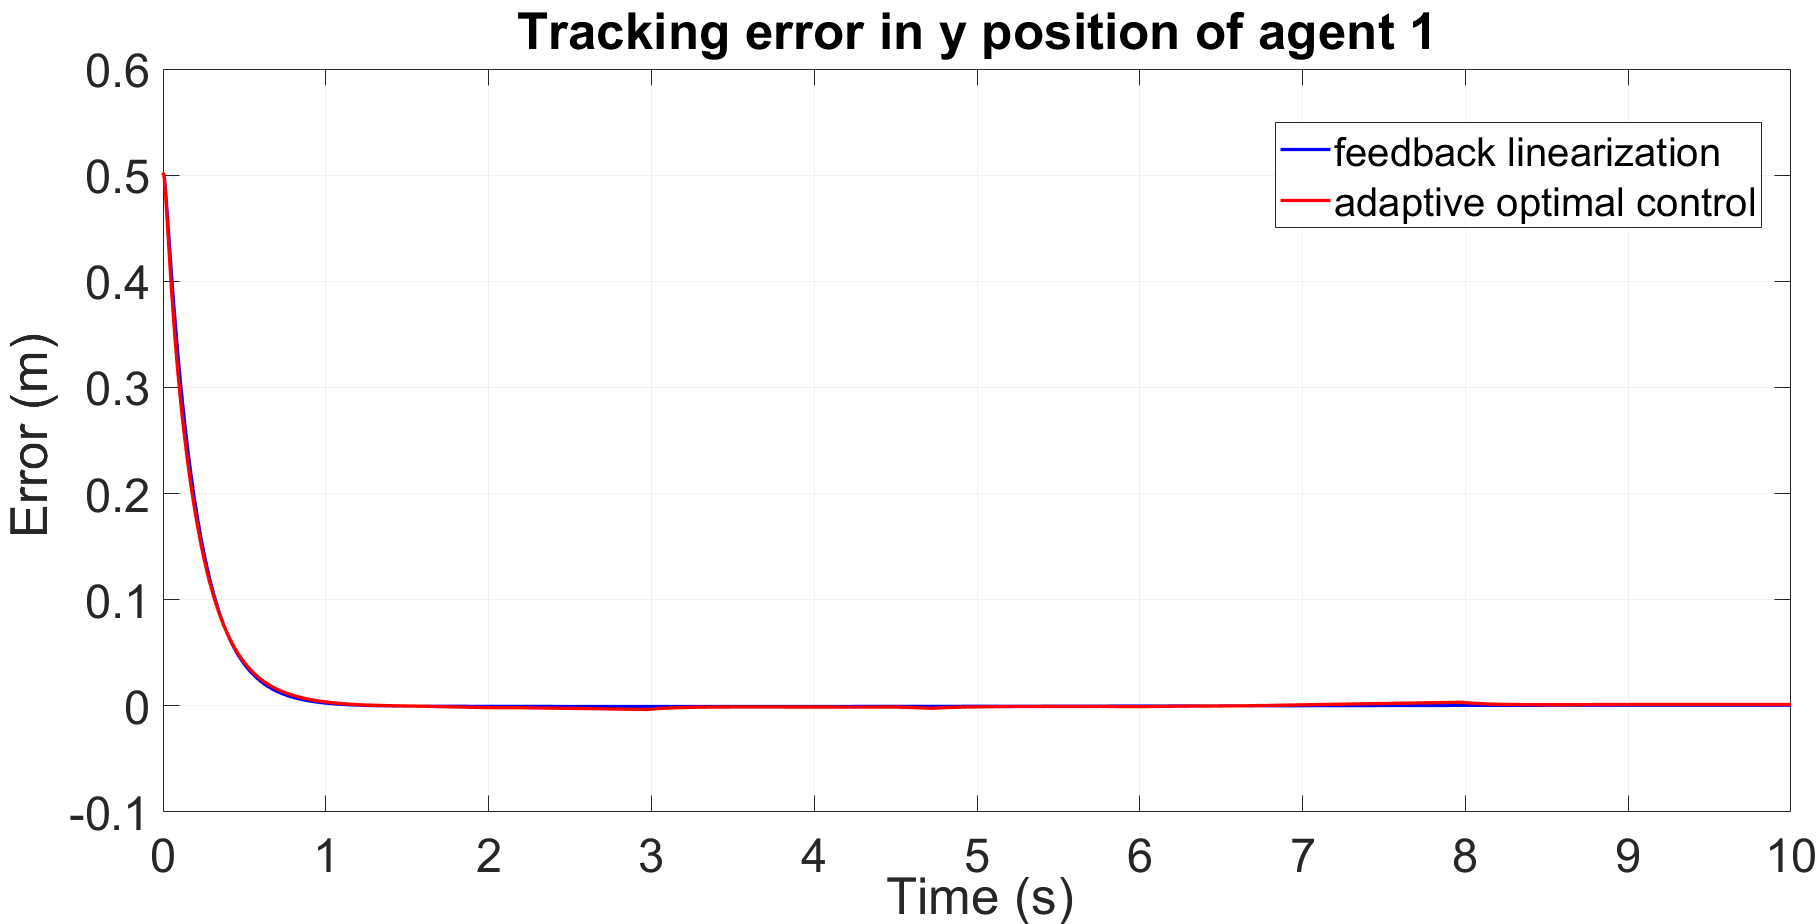 Tracking error in y position of agent 1
0.6
0.5
0.4
0.3
0.2
0.1
0
-0.1
Error (m)
feedback linearization
adaptive optimal control
0 1 2 3 4 5 6 7 8 9 10
Time (s)